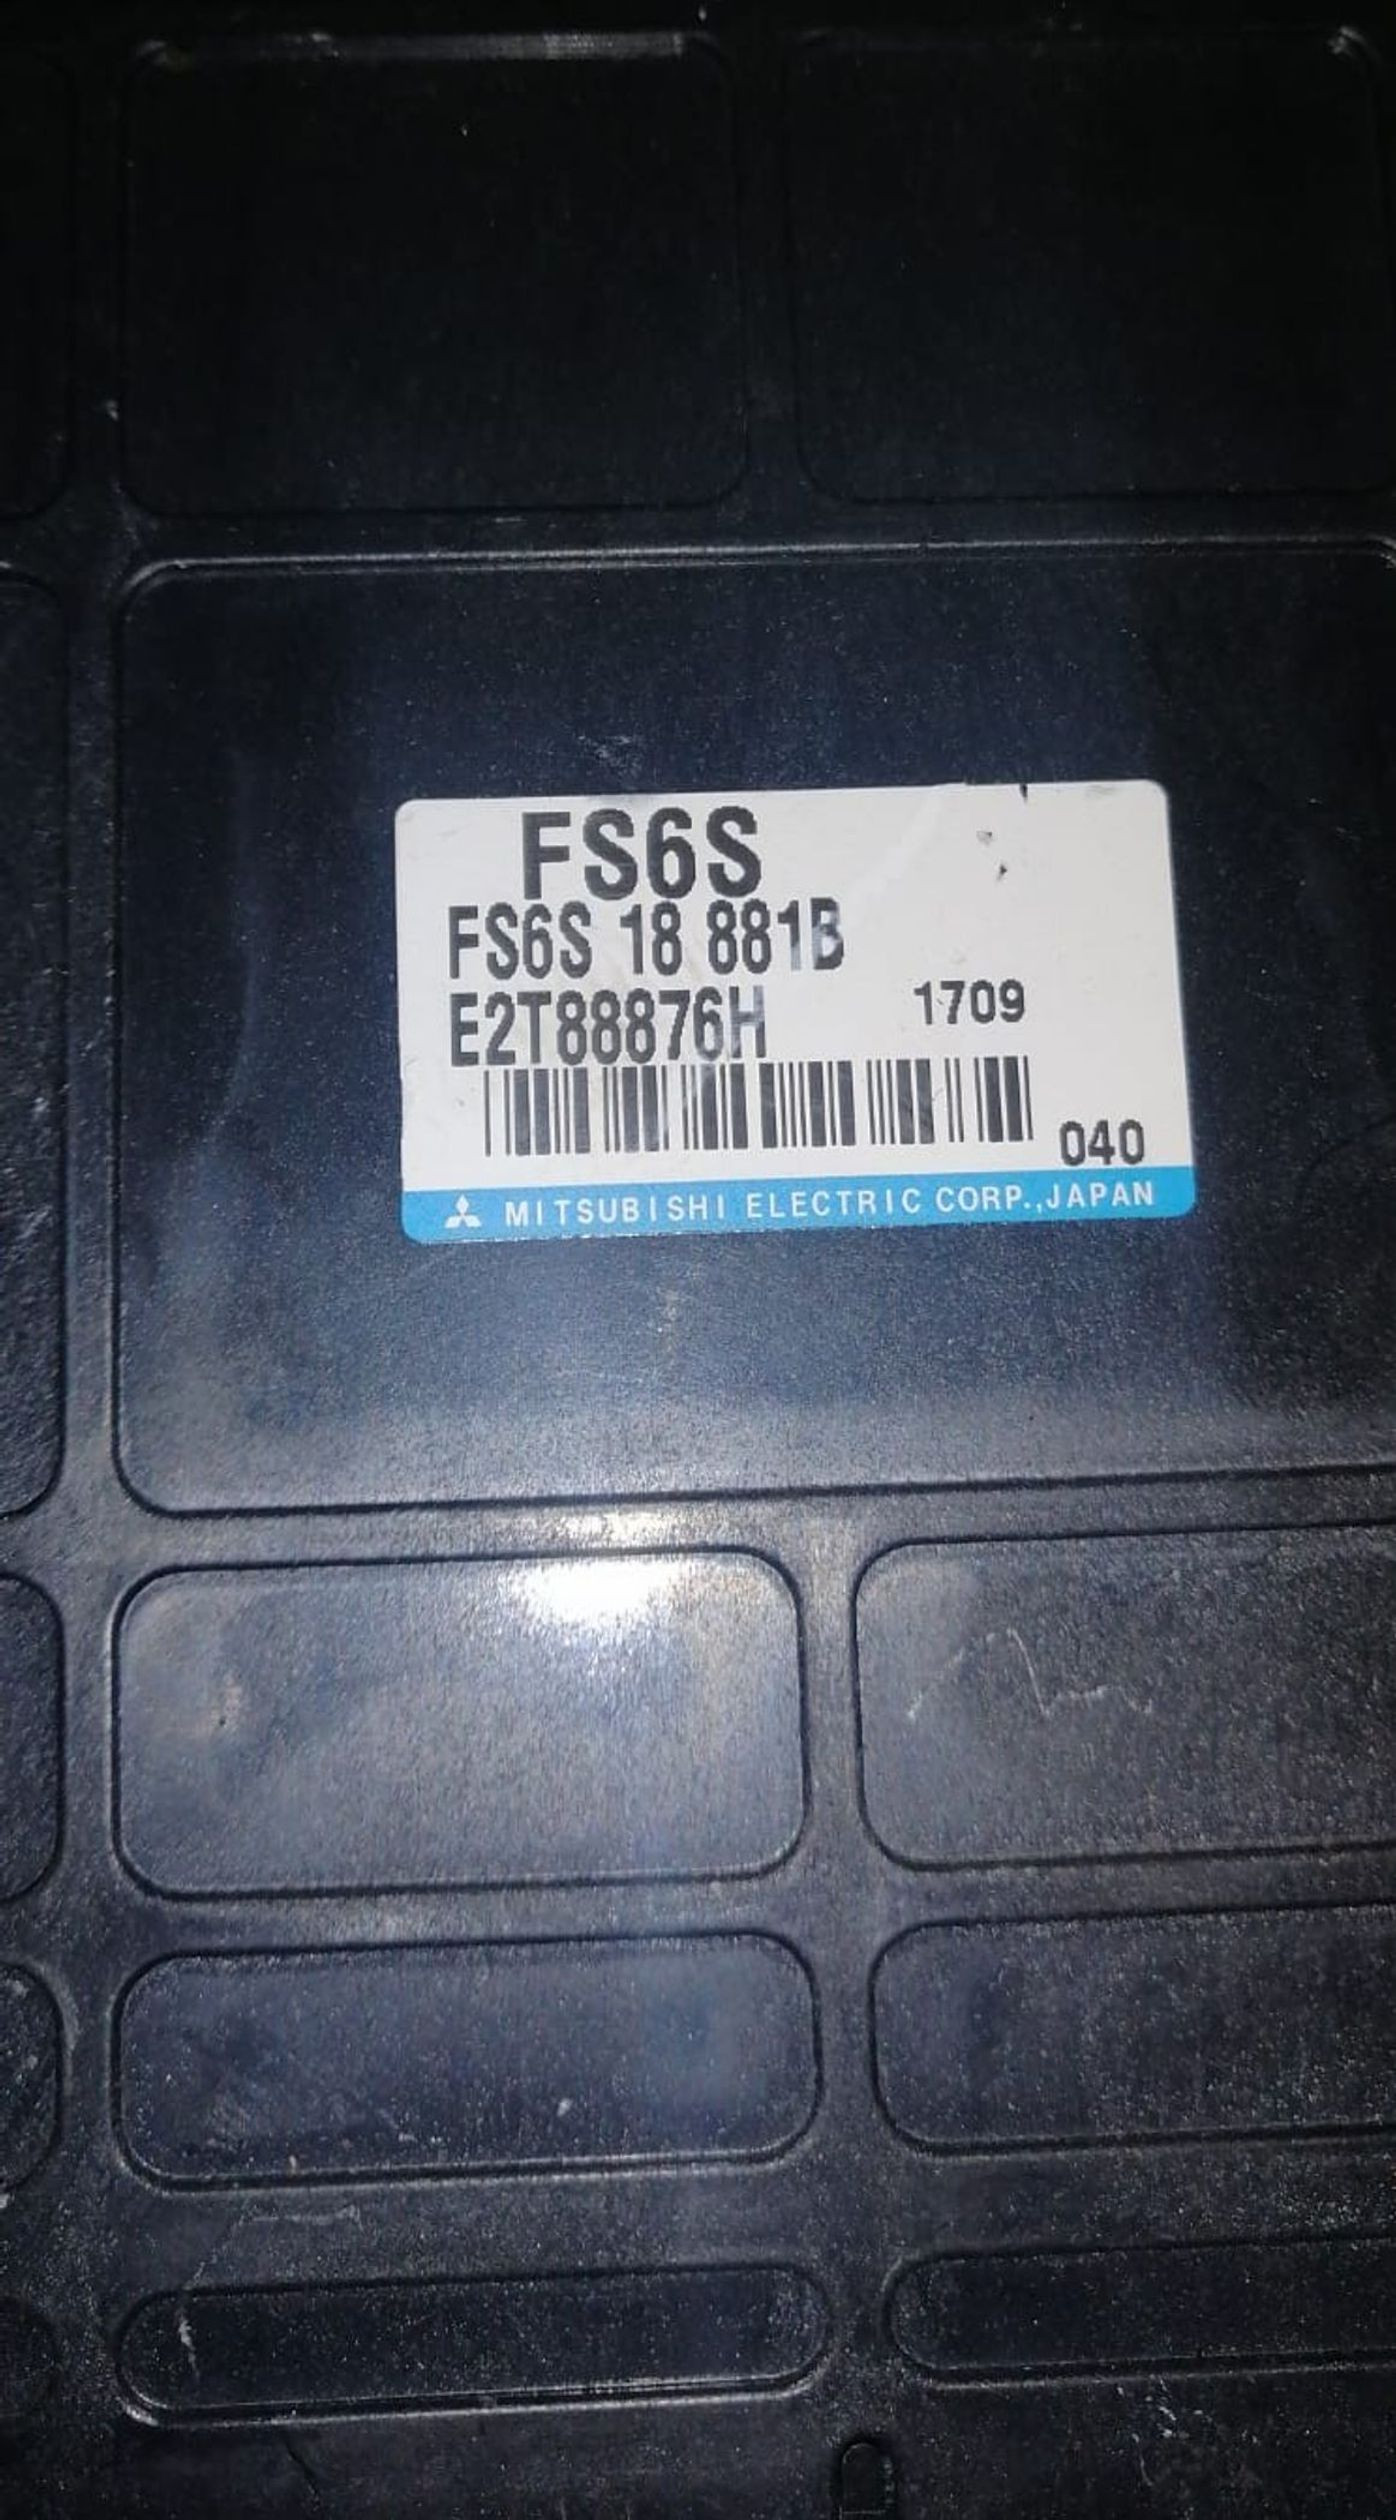 FS6S
FS6S 18 881B
E2T88876H 1709
040
MITSUBISHI ELECTRIC CORP.,JAPAN